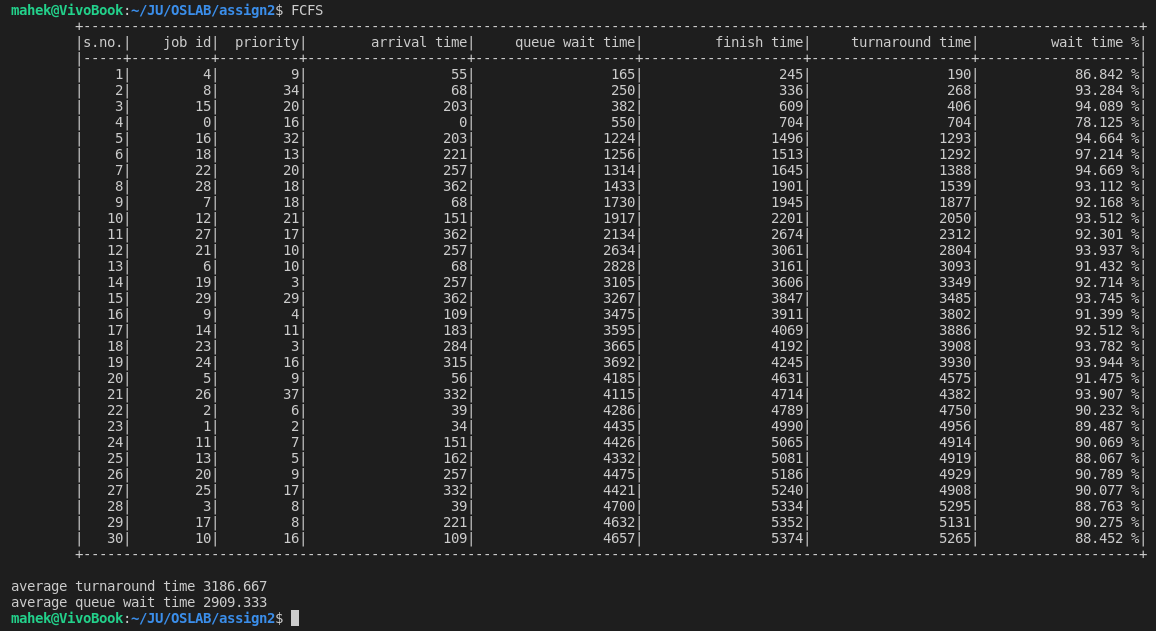 mahek@VivoBook:~/JU/OSLAB/assign2$ FCFS
+-------------------------------------------------------------------------------------------------------------------------------------+
|s.no.|    job id|  priority|        arrival time|     queue wait time|         finish time|     turnaround time|         wait time %|
|-----+----------+----------+--------------------+--------------------+--------------------+--------------------+--------------------|
|    1|         4|         9|                  55|                 165|                 245|                 190|            86.842 %|
|    2|         8|        34|                  68|                 250|                 336|                 268|            93.284 %|
|    3|        15|        20|                 203|                 382|                 609|                 406|            94.089 %|
|    4|         0|        16|                   0|                 550|                 704|                 704|            78.125 %|
|    5|        16|        32|                 203|                1224|                1496|                1293|            94.664 %|
|    6|        18|        13|                 221|                1256|                1513|                1292|            97.214 %|
|    7|        22|        20|                 257|                1314|                1645|                1388|            94.669 %|
|    8|        28|        18|                 362|                1433|                1901|                1539|            93.112 %|
|    9|         7|        18|                  68|                1730|                1945|                1877|            92.168 %|
|   10|        12|        21|                 151|                1917|                2201|                2050|            93.512 %|
|   11|        27|        17|                 362|                2134|                2674|                2312|            92.301 %|
|   12|        21|        10|                 257|                2634|                3061|                2804|            93.937 %|
|   13|         6|        10|                  68|                2828|                3161|                3093|            91.432 %|
|   14|        19|         3|                 257|                3105|                3606|                3349|            92.714 %|
|   15|        29|        29|                 362|                3267|                3847|                3485|            93.745 %|
|   16|         9|         4|                 109|                3475|                3911|                3802|            91.399 %|
|   17|        14|        11|                 183|                3595|                4069|                3886|            92.512 %|
|   18|        23|         3|                 284|                3665|                4192|                3908|            93.782 %|
|   19|        24|        16|                 315|                3692|                4245|                3930|            93.944 %|
|   20|         5|         9|                  56|                4185|                4631|                4575|            91.475 %|
|   21|        26|        37|                 332|                4115|                4714|                4382|            93.907 %|
|   22|         2|         6|                  39|                4286|                4789|                4750|            90.232 %|
|   23|         1|         2|                  34|                4435|                4990|                4956|            89.487 %|
|   24|        11|         7|                 151|                4426|                5065|                4914|            90.069 %|
|   25|        13|         5|                 162|                4332|                5081|                4919|            88.067 %|
|   26|        20|         9|                 257|                4475|                5186|                4929|            90.789 %|
|   27|        25|        17|                 332|                4421|                5240|                4908|            90.077 %|
|   28|         3|         8|                  39|                4700|                5334|                5295|            88.763 %|
|   29|        17|         8|                 221|                4632|                5352|                5131|            90.275 %|
|   30|        10|        16|                 109|                4657|                5374|                5265|            88.452 %|
+-------------------------------------------------------------------------------------------------------------------------------------+
average turnaround time 3186.667
average queue wait time 2909.333
mahek@VivoBook:~/JU/OSLAB/assign2$